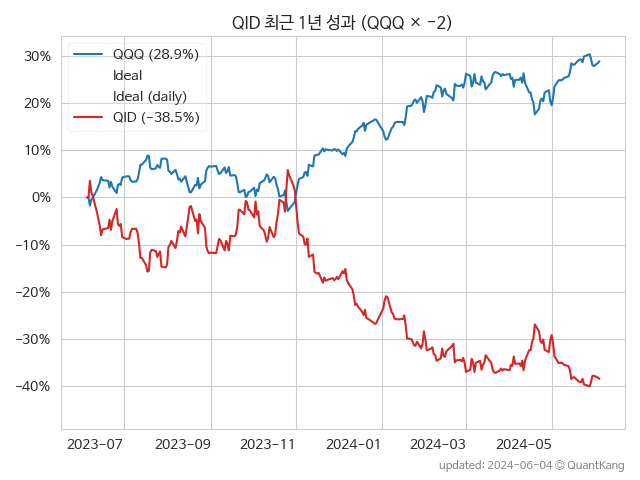 QID 최근 1년 성과 (QQQ × −2)
QQQ (28.9%)
Ideal
Ideal (daily)
QID (−38.5%)
30%
20%
10%
0%
−10%
−20%
−30%
−40%
2023−07 2023−09 2023−11 2024−01 2024−03 2024−05
updated: 2024-06-04 © QuantKang